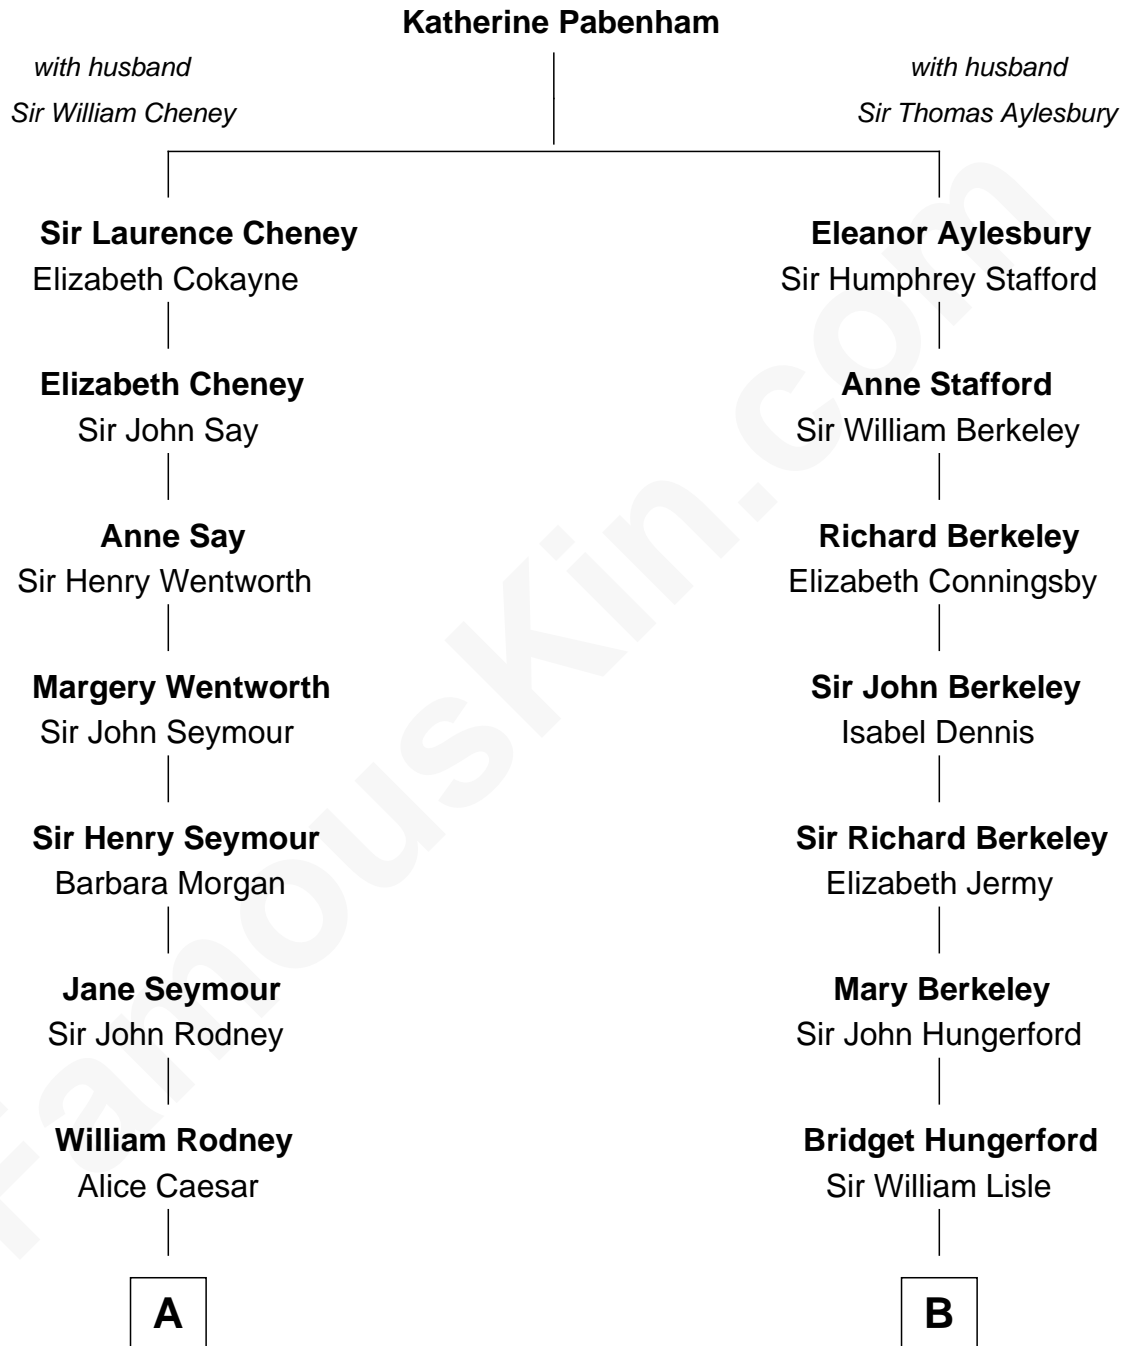 Katherine Pabenham
with husband
Sir William Cheney
with husband
Sir Thomas Aylesbury
Sir Laurence Cheney
Elizabeth Cokayne
Eleanor Aylesbury
Sir Humphrey Stafford
Elizabeth Cheney
Sir John Say
Anne Stafford
Sir William Berkeley
Anne Say
Sir Henry Wentworth
Richard Berkeley
Elizabeth Conningsby
Margery Wentworth
Sir John Seymour
Sir John Berkeley
Isabel Dennis
Sir Henry Seymour
Barbara Morgan
Sir Richard Berkeley
Elizabeth Jermy
Jane Seymour
Sir John Rodney
Mary Berkeley
Sir John Hungerford
William Rodney
Alice Caesar
Bridget Hungerford
Sir William Lisle
A
B
FamousKin.com